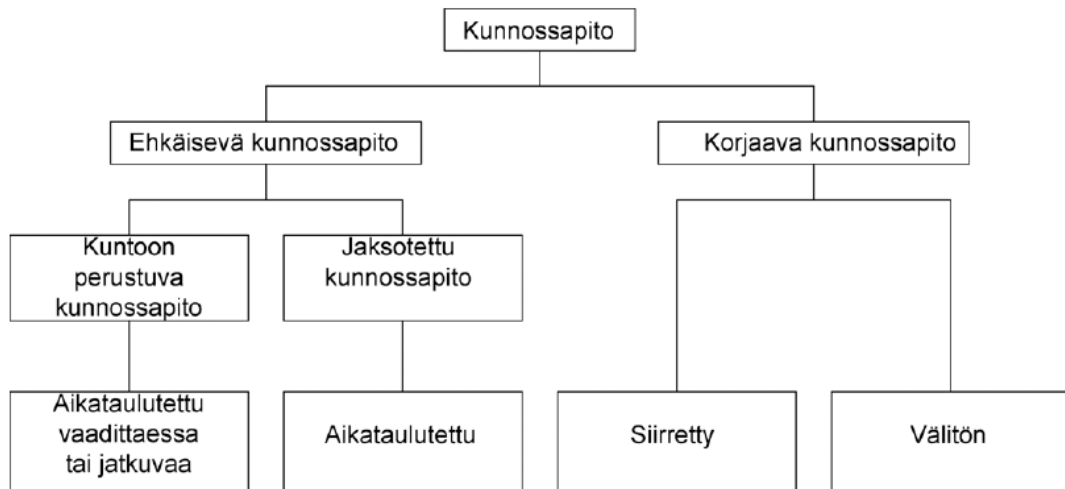 Kunnossapito
Ehkäisevä kunnossapito
Korjaava kunnossapito
Kuntoon
perustuva
kunnossapito
Jaksotettu
kunnossapito
Aikataulutettu
vaadittaessa
tai jatkuvaa
Aikataulutettu
Siirretty
Välitön